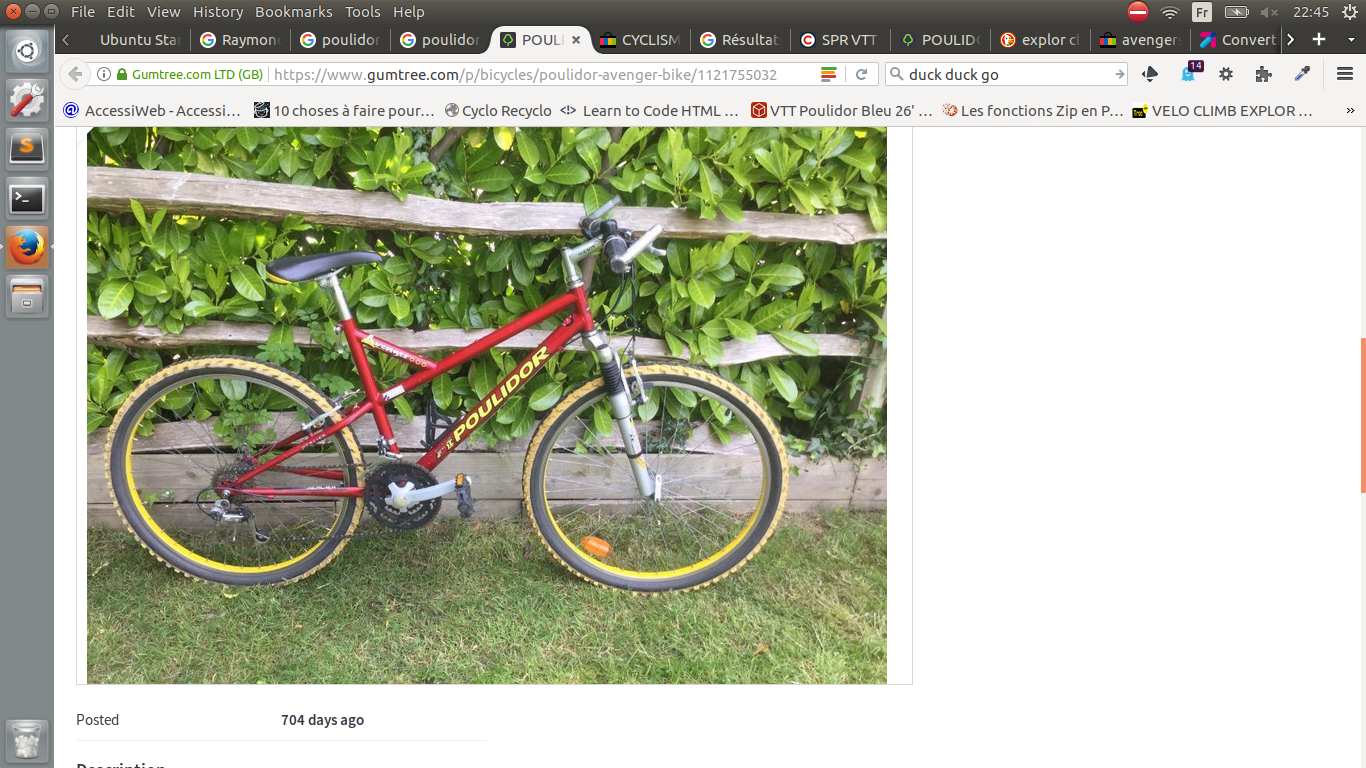 File Edit View History Bookmarks Tools Help
Fr 22:45
Ubuntu Sta
Raymon
poulidor
poulidor
POULI
CYCLISM
Résultat
SPR VTT
POULID
explor cl
avenger
Convert
Gumtree.com LTD (GB) https://www.gumtree.com/p/bicycles/poulidor-avenger-bike/1121755032
duck duck go
14
AccessiWeb - Accessi… 10 choses à faire pour… Cyclo Recyclo Learn to Code HTML … VTT Poulidor Bleu 26' … Les fonctions Zip en P… VELO CLIMB EXPLOR …
POULIDOR
Posted 704 days ago
Description